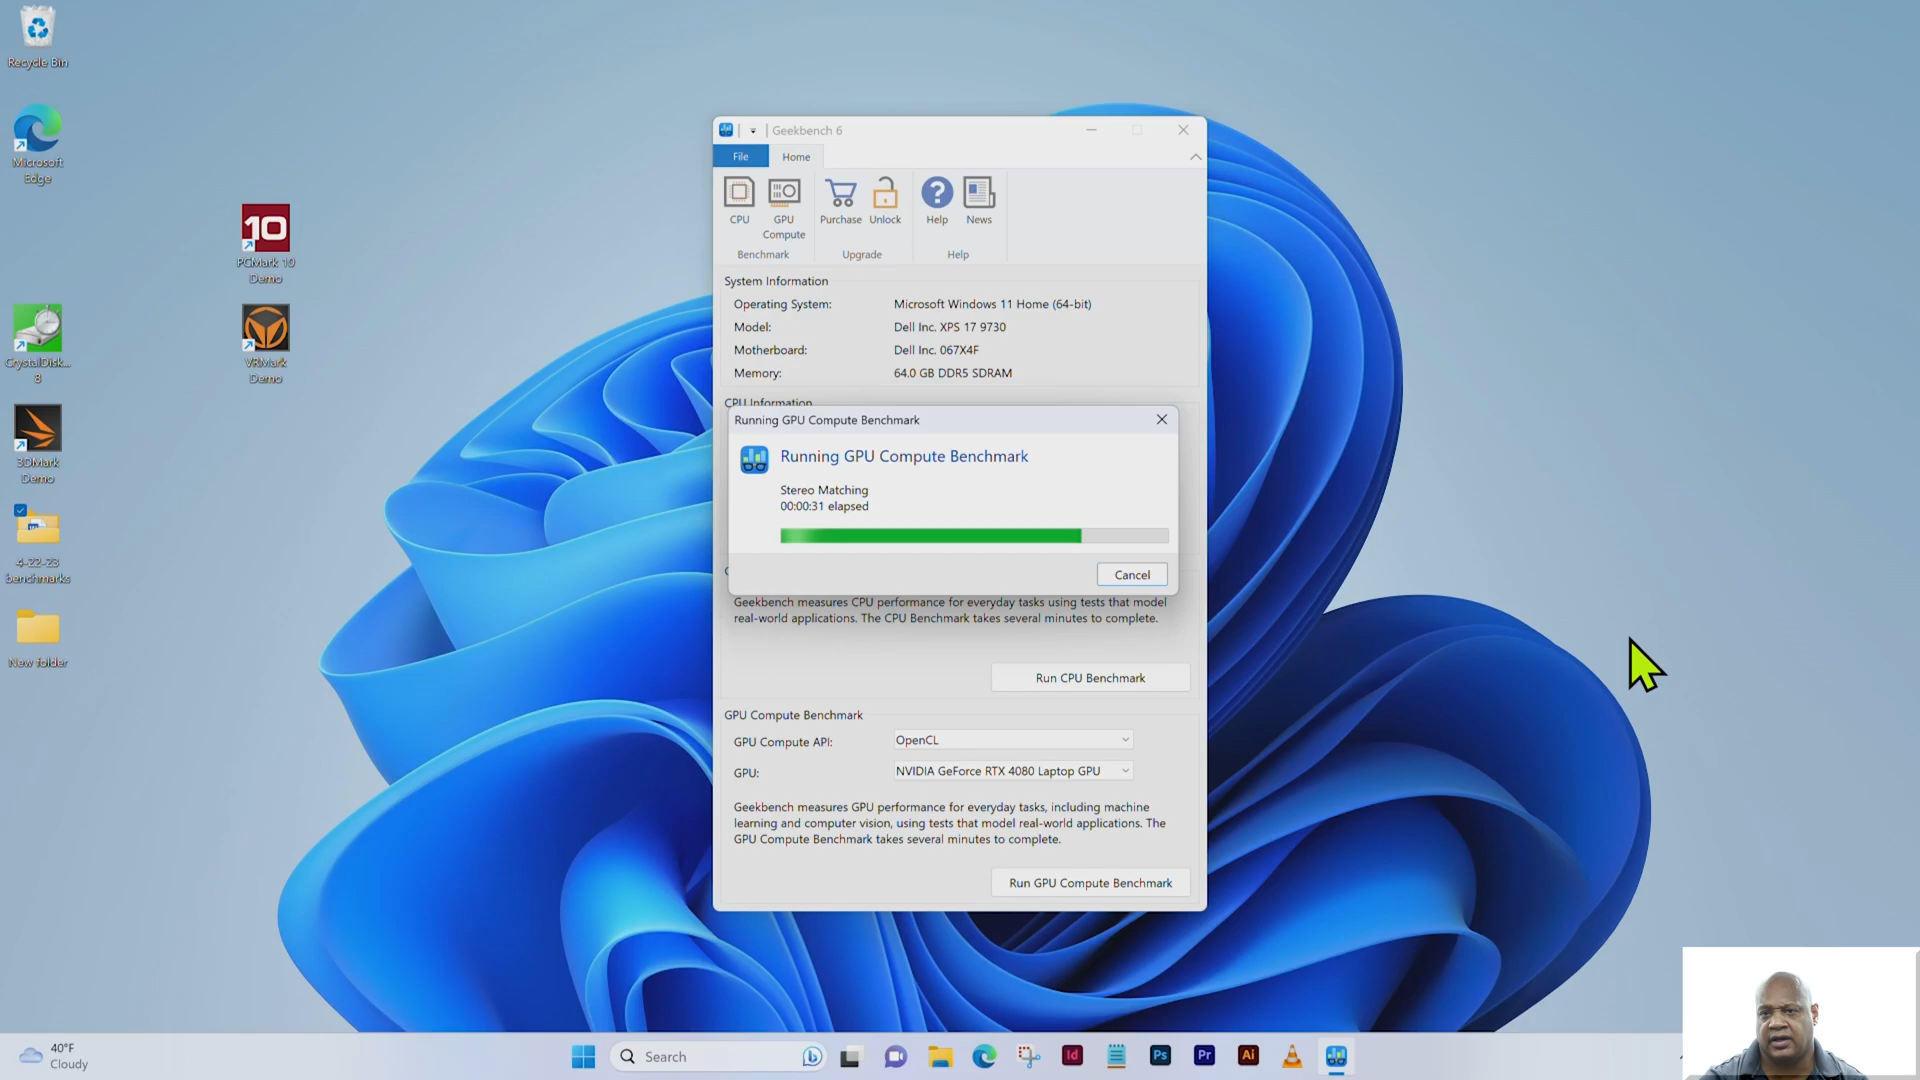 Recycle Bin
Microsoft
Edge
10
PCMark 10
Demo
CrystalDisk...
8
VRMark
Demo
3DMark
Demo
4-22-23
benchmarks
New folder
Geekbench 6
File
Home
CPU
GPU
Compute
Purchase
Unlock
Help
News
Benchmark
Upgrade
Help
System Information
Operating System:
Microsoft Windows 11 Home (64-bit)
Model:
Dell Inc. XPS 17 9730
Motherboard:
Dell Inc. 067X4F
Memory:
64.0 GB DDR5 SDRAM
CPU Information
Running GPU Compute Benchmark
Running GPU Compute Benchmark
Stereo Matching
00:00:31 elapsed
Cancel
Geekbench measures CPU performance for everyday tasks using tests that model
real-world applications. The CPU Benchmark takes several minutes to complete.
Run CPU Benchmark
GPU Compute Benchmark
GPU Compute API:
OpenCL
GPU:
NVIDIA GeForce RTX 4080 Laptop GPU
Geekbench measures GPU performance for everyday tasks, including machine
learning and computer vision, using tests that model real-world applications. The
GPU Compute Benchmark takes several minutes to complete.
Run GPU Compute Benchmark
40°F
Cloudy
Search
Id
Ps
Pr
Ai